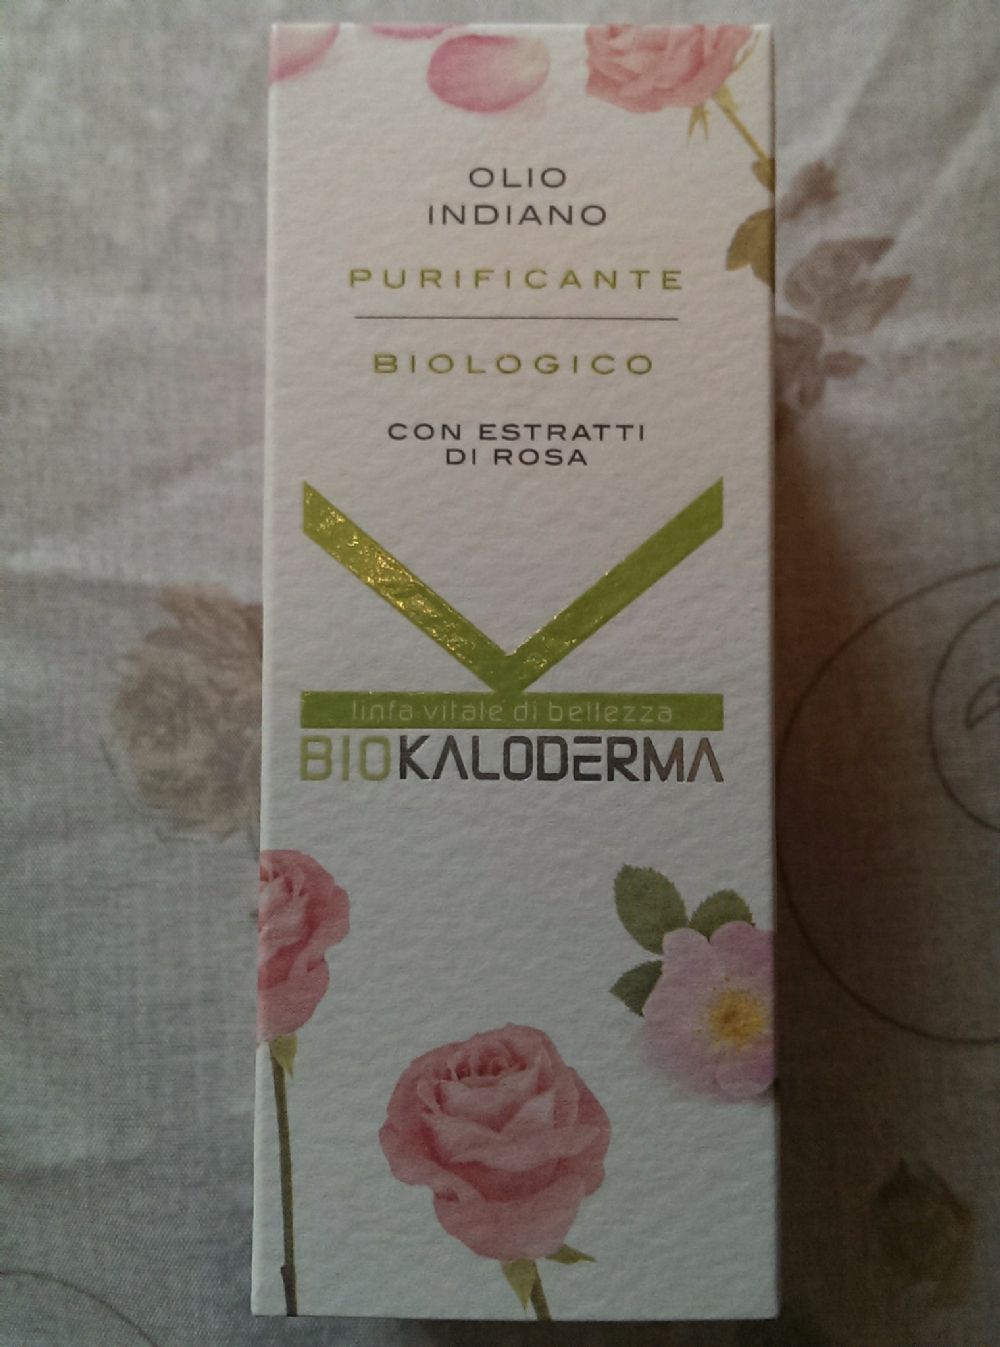 OLIO
INDIANO
PURIFICANTE
BIOLOGICO
CON ESTRATTI
DI ROSA
linfa vitale di bellezza
BIOKALODERMA